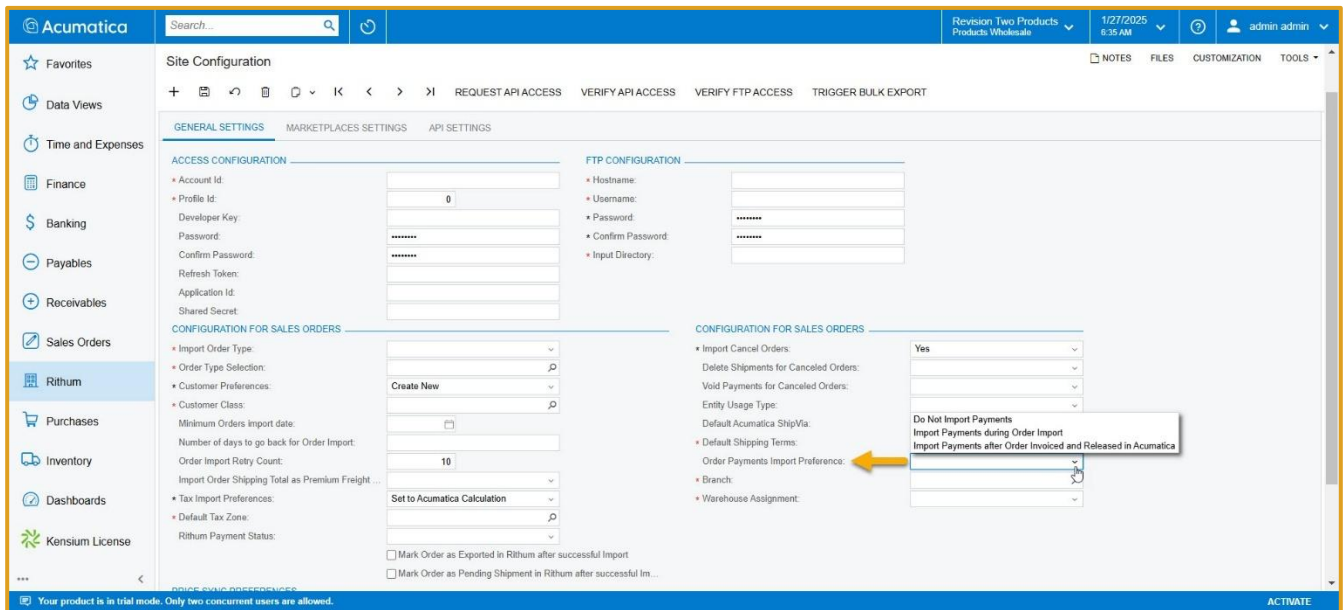 Acumatica
Search...
Revision Two Products
Products Wholesale
1/27/2025
6:35 AM
admin admin
Favorites
Data Views
Time and Expenses
Finance
Banking
Payables
Receivables
Sales Orders
Rithum
Purchases
Inventory
Dashboards
Kensium License
Site Configuration
NOTES FILES CUSTOMIZATION TOOLS
REQUEST API ACCESS VERIFY API ACCESS VERIFY FTP ACCESS TRIGGER BULK EXPORT
GENERAL SETTINGS MARKETPLACES SETTINGS API SETTINGS
ACCESS CONFIGURATION
* Account Id:
* Profile Id: 0
Developer Key:
Password: ••••••••
Confirm Password: ••••••••
Refresh Token:
Application Id:
Shared Secret:
FTP CONFIGURATION
* Hostname:
* Username:
* Password: ••••••••
* Confirm Password: ••••••••
* Input Directory:
CONFIGURATION FOR SALES ORDERS
* Import Order Type:
* Order Type Selection:
* Customer Preferences: Create New
* Customer Class:
Minimum Orders import date:
Number of days to go back for Order Import:
Order Import Retry Count: 10
Import Order Shipping Total as Premium Freight ...
* Tax Import Preferences: Set to Acumatica Calculation
* Default Tax Zone:
Rithum Payment Status:
Mark Order as Exported in Rithum after successful Import
Mark Order as Pending Shipment in Rithum after successful Im...
CONFIGURATION FOR SALES ORDERS
* Import Cancel Orders: Yes
Delete Shipments for Canceled Orders:
Void Payments for Canceled Orders:
Entity Usage Type:
Default Acumatica ShipVia:
* Default Shipping Terms:
Order Payments Import Preference:
* Branch:
* Warehouse Assignment:
Do Not Import Payments
Import Payments during Order Import
Import Payments after Order Invoiced and Released in Acumatica
PRICE SYNC PREFERENCES
Your product is in trial mode. Only two concurrent users are allowed.
ACTIVATE